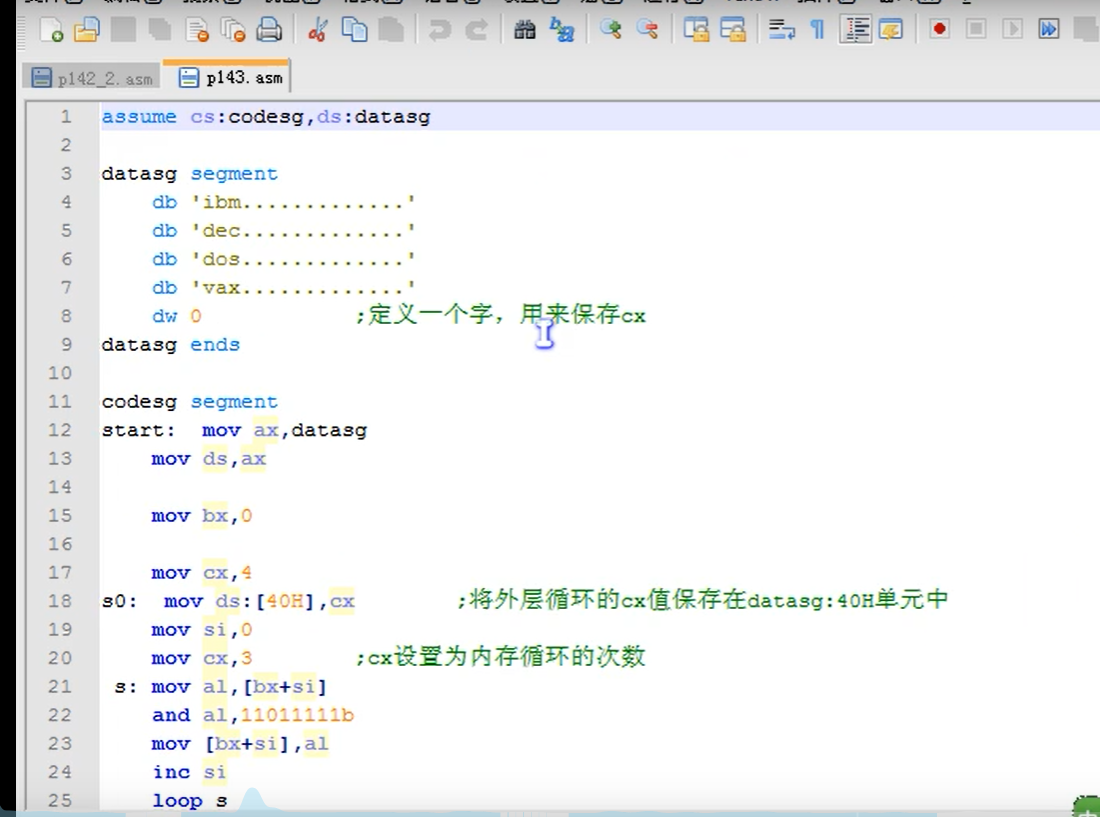 p142_2. asm
p143. asm
1 assume cs:codesg,ds:datasg
2
3 datasg segment
4 db 'ibm.............'
5 db 'dec.............'
6 db 'dos.............'
7 db 'vax.............'
8 dw 0 ;定义一个字，用来保存cx
9 datasg ends
10
11 codesg segment
12 start: mov ax,datasg
13 mov ds,ax
14
15 mov bx,0
16
17 mov cx,4
18 s0: mov ds:[40H],cx ;将外层循环的cx值保存在datasg:40H单元中
19 mov si,0
20 mov cx,3 ;cx设置为内存循环的次数
21 s: mov al,[bx+si]
22 and al,11011111b
23 mov [bx+si],al
24 inc si
25 loop s